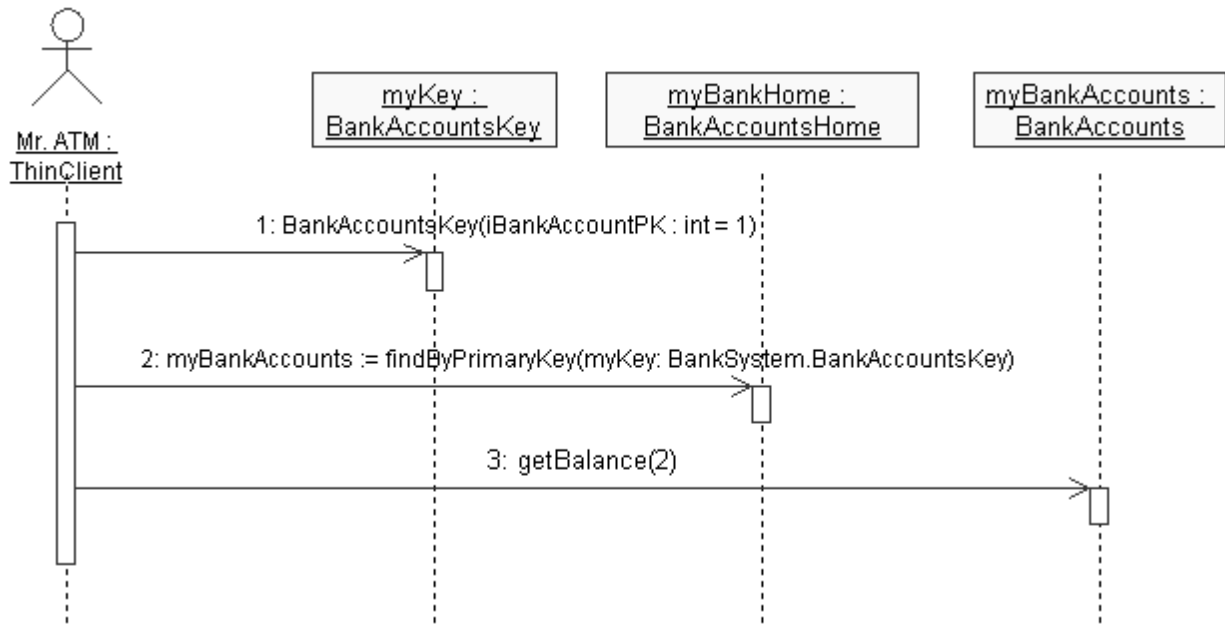 Mr. ATM :
ThinClient
myKey :
BankAccountsKey
myBankHome :
BankAccountsHome
myBankAccounts :
BankAccounts
1: BankAccountsKey(iBankAccountPK : int = 1)
2: myBankAccounts := findByPrimaryKey(myKey: BankSystem.BankAccountsKey)
3: getBalance(2)